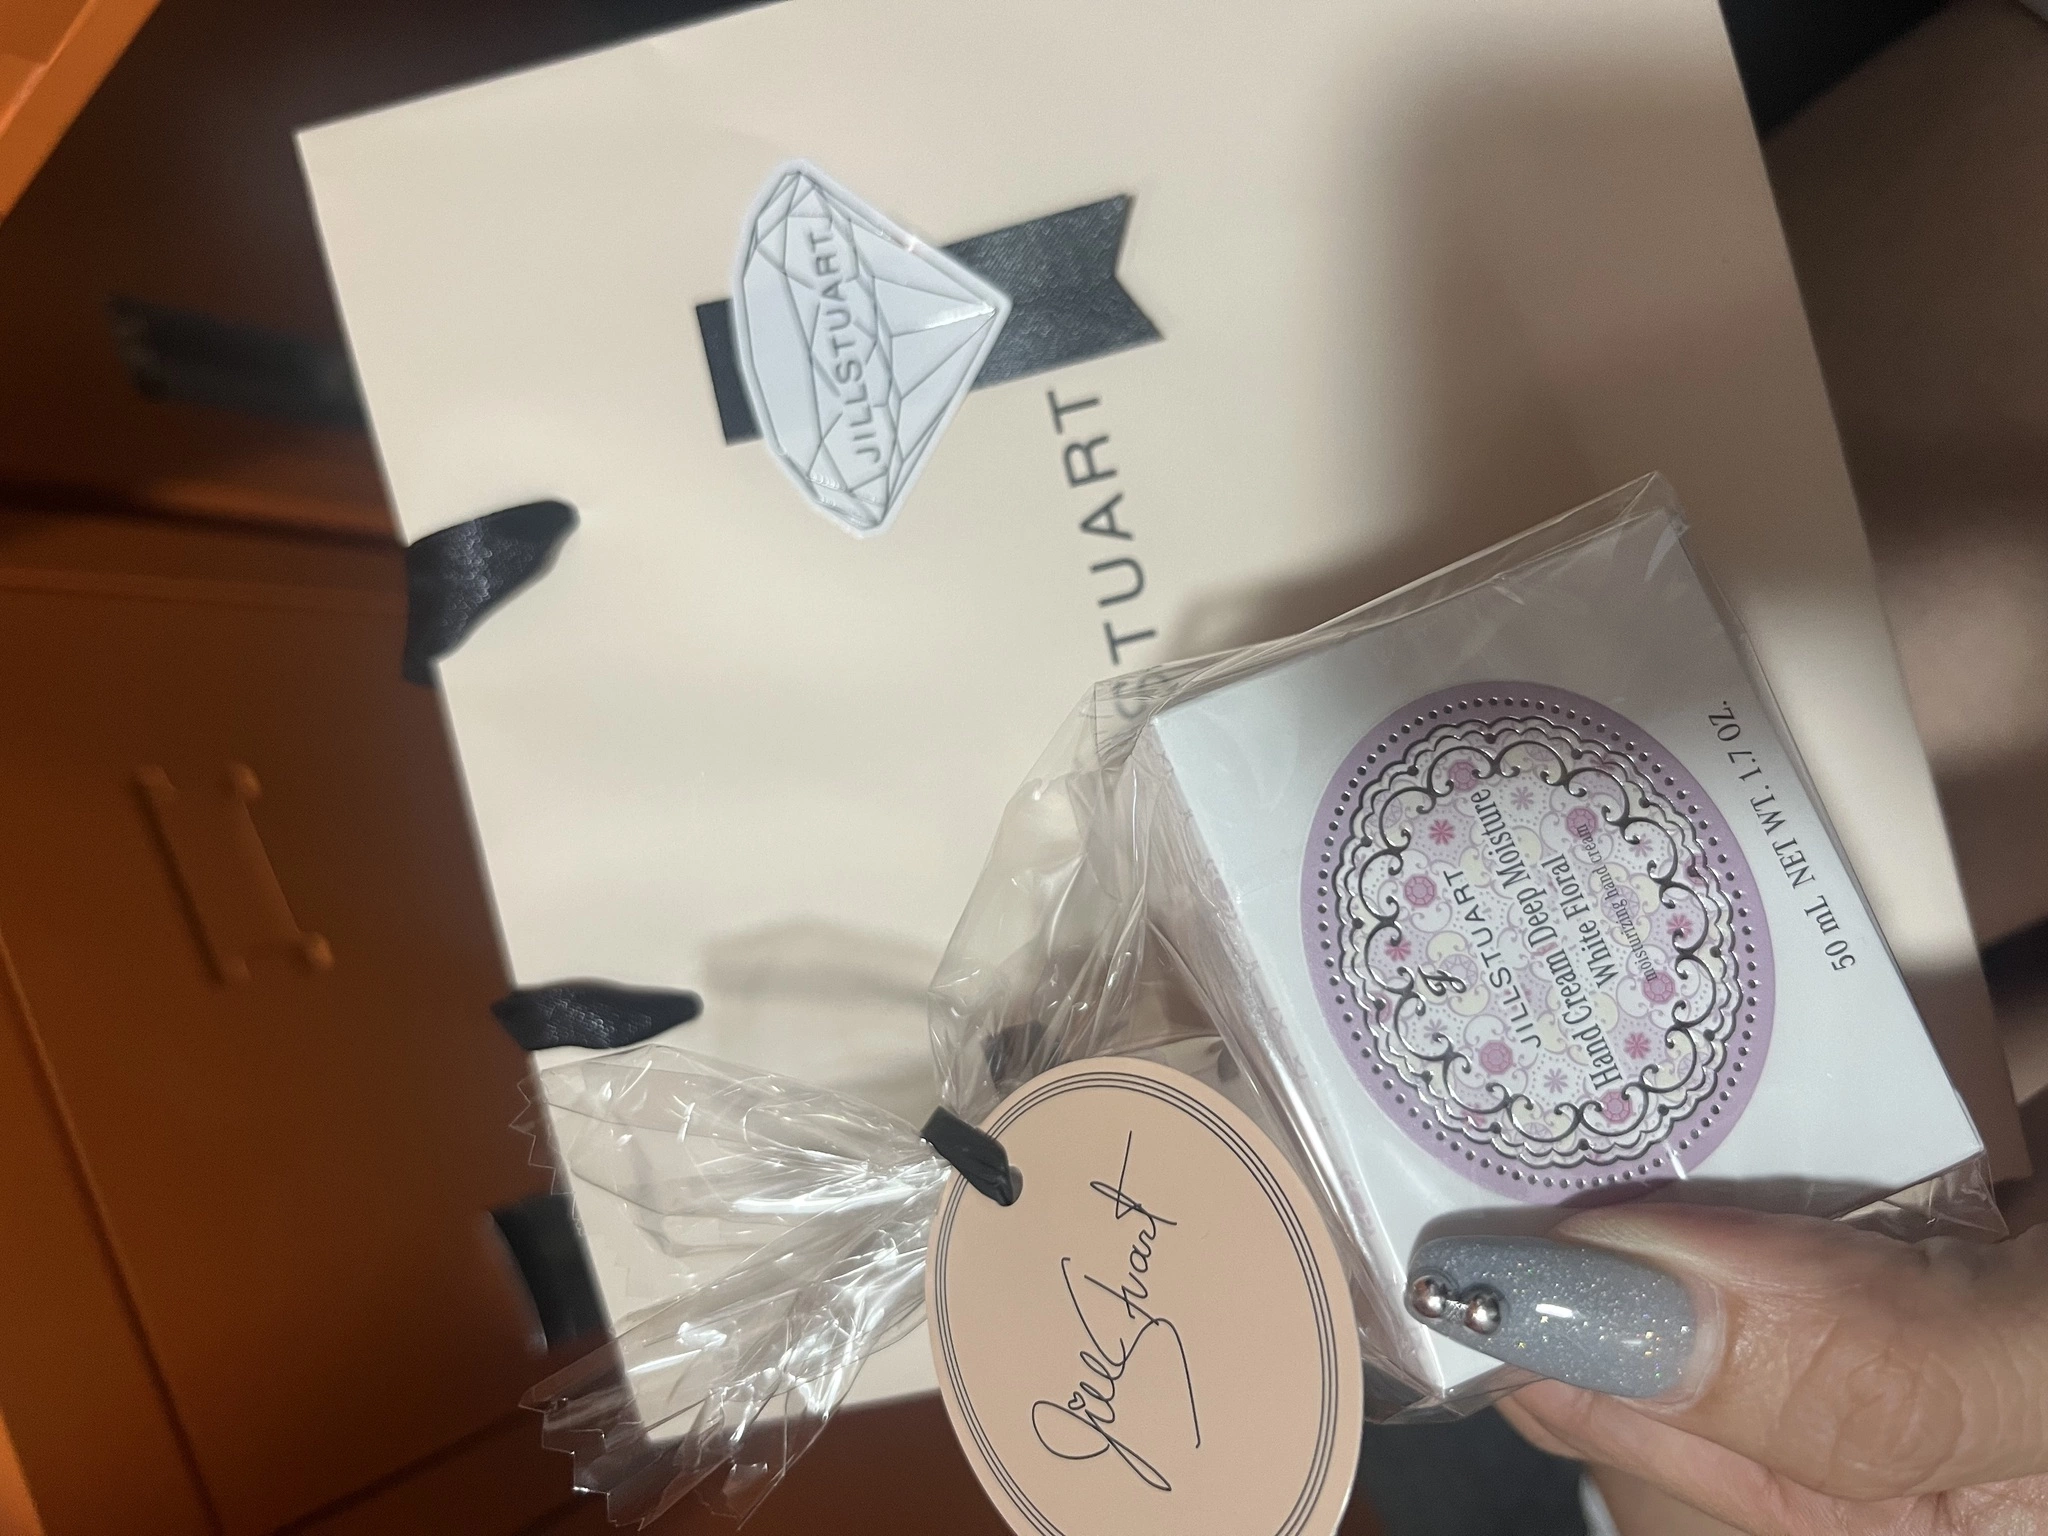 JILLSTUART
STUART
Jill Stuart
JILLSTUART
Hand Cream Deep Moisture
White Floral
moisturizing hand cream
50 mL NET WT. 1.7 OZ.